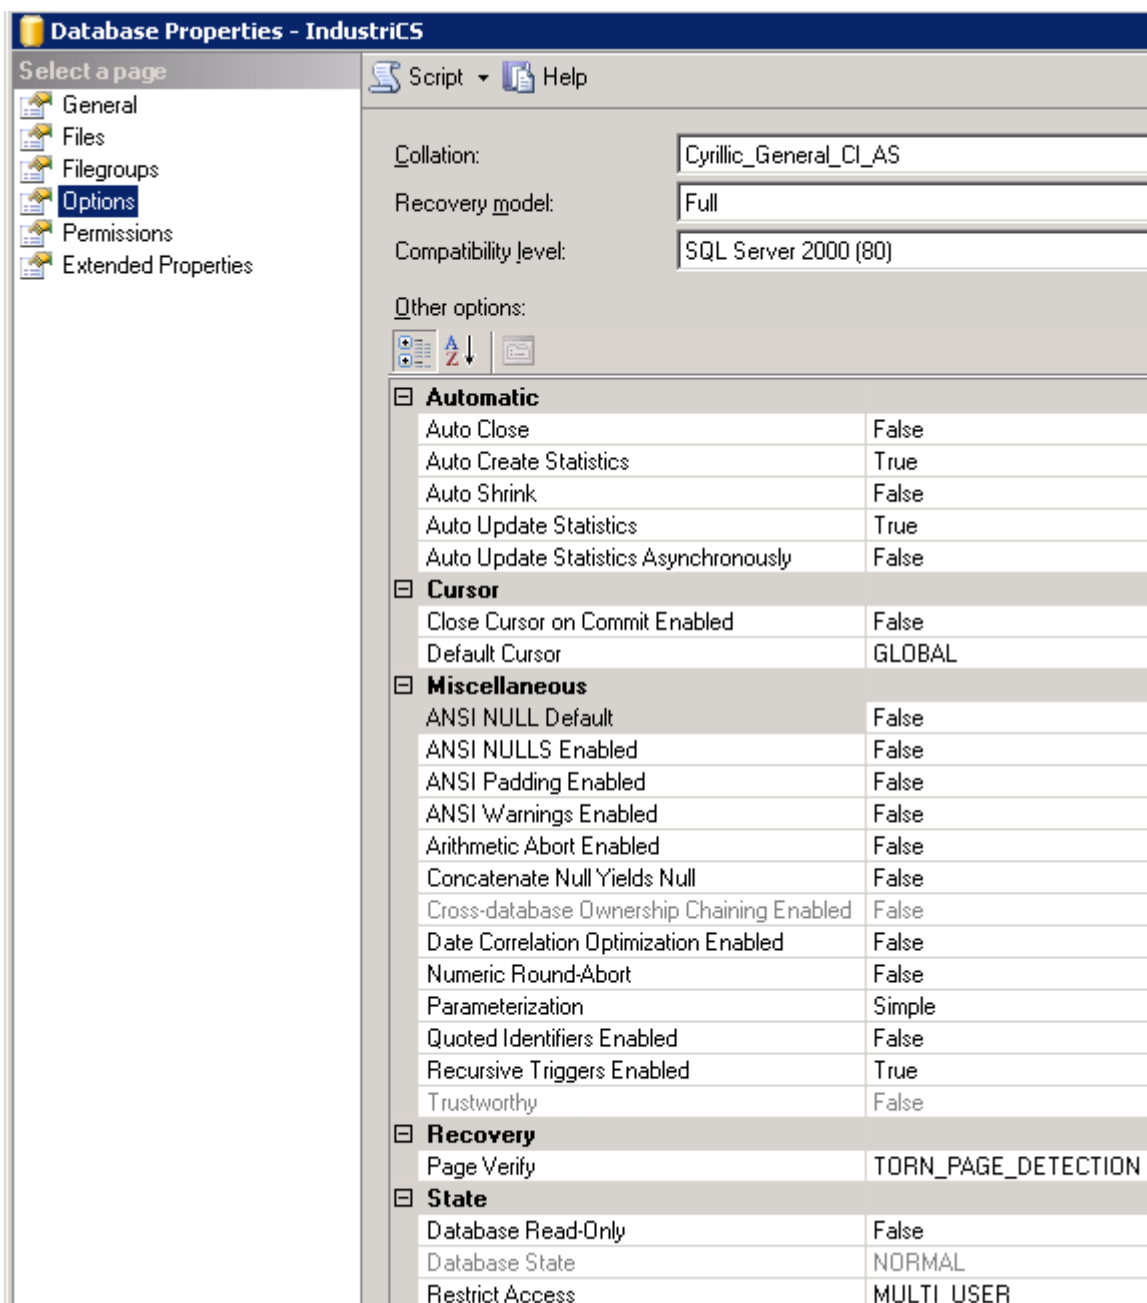 Database Properties - IndustriCS
Select a page
General
Files
Filegroups
Options
Permissions
Extended Properties
Script Help
Collation: Cyrillic_General_CI_AS
Recovery model: Full
Compatibility level: SQL Server 2000 (80)
Other options:
Automatic
Auto Close False
Auto Create Statistics True
Auto Shrink False
Auto Update Statistics True
Auto Update Statistics Asynchronously False
Cursor
Close Cursor on Commit Enabled False
Default Cursor GLOBAL
Miscellaneous
ANSI NULL Default False
ANSI NULLS Enabled False
ANSI Padding Enabled False
ANSI Warnings Enabled False
Arithmetic Abort Enabled False
Concatenate Null Yields Null False
Cross-database Ownership Chaining Enabled False
Date Correlation Optimization Enabled False
Numeric Round-Abort False
Parameterization Simple
Quoted Identifiers Enabled False
Recursive Triggers Enabled True
Trustworthy False
Recovery
Page Verify TORN_PAGE_DETECTION
State
Database Read-Only False
Database State NORMAL
Restrict Access MULTI_USER